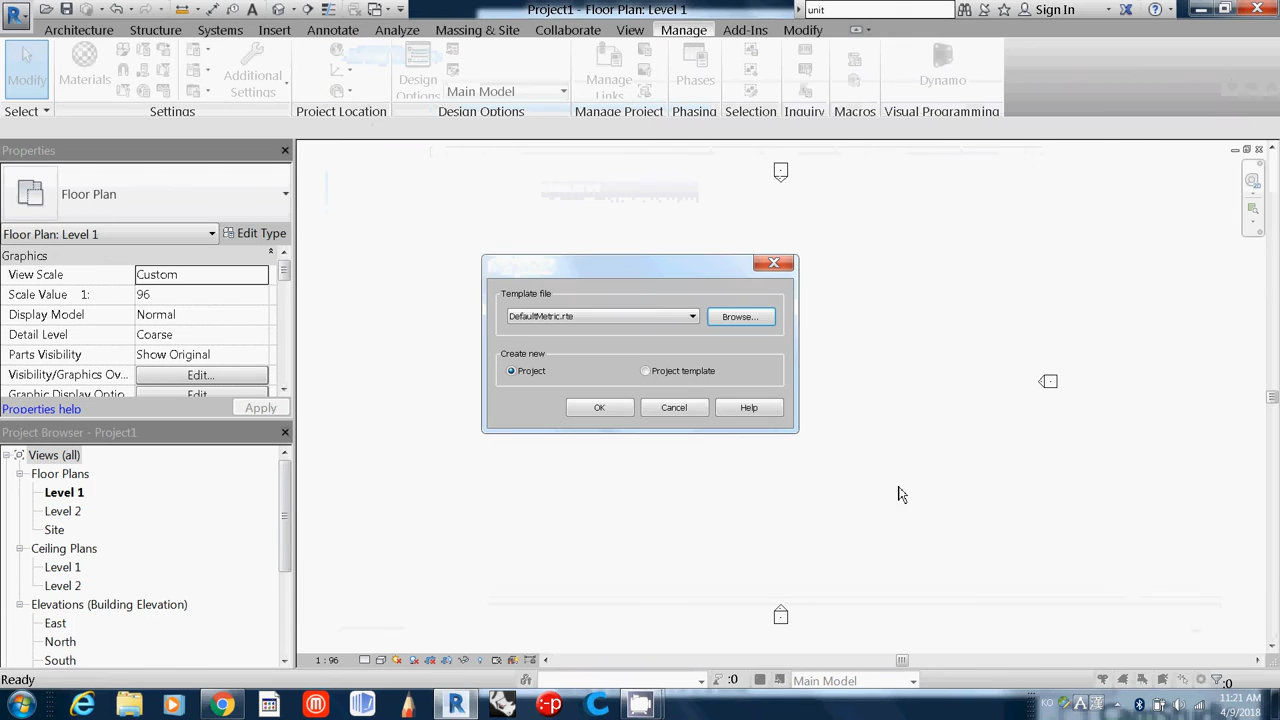 Project1 - Floor Plan: Level 1
unit
Sign In
Architecture
Structure
Systems
Insert
Annotate
Analyze
Massing & Site
Collaborate
View
Manage
Add-Ins
Modify
Modify
Materials
Additional
Settings
Design
Options
Main Model
Manage
Links
Phases
Dynamo
Select
Settings
Project Location
Design Options
Manage Project
Phasing
Selection
Inquiry
Macros
Visual Programming
Properties
Floor Plan
Floor Plan: Level 1
Edit Type
Graphics
View Scale
Custom
Scale Value 1:
96
Display Model
Normal
Detail Level
Coarse
Parts Visibility
Show Original
Visibility/Graphics Ov...
Edit...
Graphic Display Optio...
Edit...
Properties help
Apply
Project Browser - Project1
Views (all)
Floor Plans
Level 1
Level 2
Site
Ceiling Plans
Level 1
Level 2
Elevations (Building Elevation)
East
North
South
Template file
DefaultMetric.rte
Browse...
Create new
Project
Project template
OK
Cancel
Help
1 : 96
Ready
:0
Main Model
:0
KO
A
11:21 AM
4/9/2018